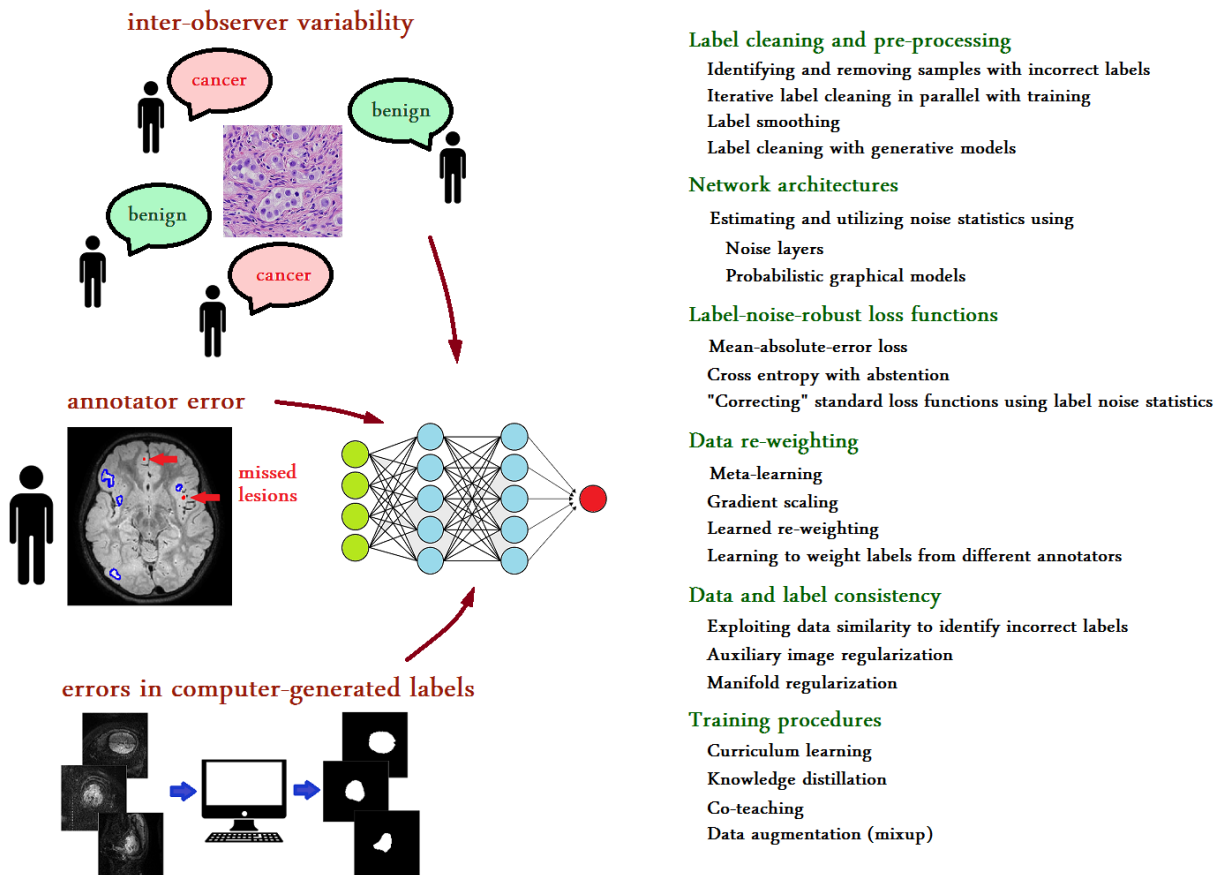 inter-observer variability
cancer
benign
benign
cancer
annotator error
missed
lesions
errors in computer-generated labels
Label cleaning and pre-processing
Identifying and removing samples with incorrect labels
Iterative label cleaning in parallel with training
Label smoothing
Label cleaning with generative models
Network architectures
Estimating and utilizing noise statistics using
Noise layers
Probabilistic graphical models
Label-noise-robust loss functions
Mean-absolute-error loss
Cross entropy with abstention
"Correcting" standard loss functions using label noise statistics
Data re-weighting
Meta-learning
Gradient scaling
Learned re-weighting
Learning to weight labels from different annotators
Data and label consistency
Exploiting data similarity to identify incorrect labels
Auxiliary image regularization
Manifold regularization
Training procedures
Curriculum learning
Knowledge distillation
Co-teaching
Data augmentation (mixup)